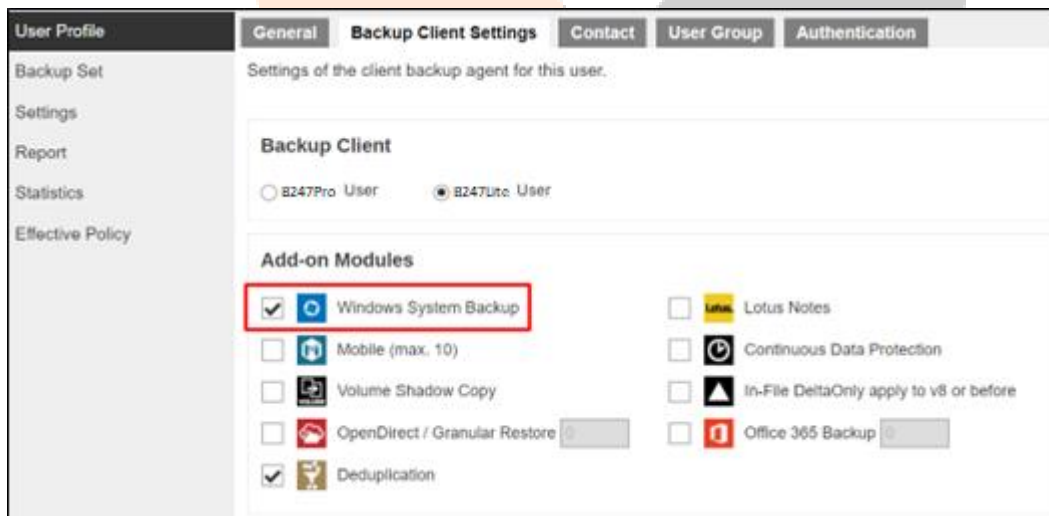 User Profile
General Backup Client Settings Contact User Group Authentication
Backup Set
Settings of the client backup agent for this user.
Settings
Report
Statistics
Effective Policy
Backup Client
B247Pro User B247Lite User
Add-on Modules
Windows System Backup Lotus Notes
Mobile (max. 10) Continuous Data Protection
Volume Shadow Copy In-File DeltaOnly apply to v8 or before
OpenDirect / Granular Restore 0 Office 365 Backup 0
Deduplication